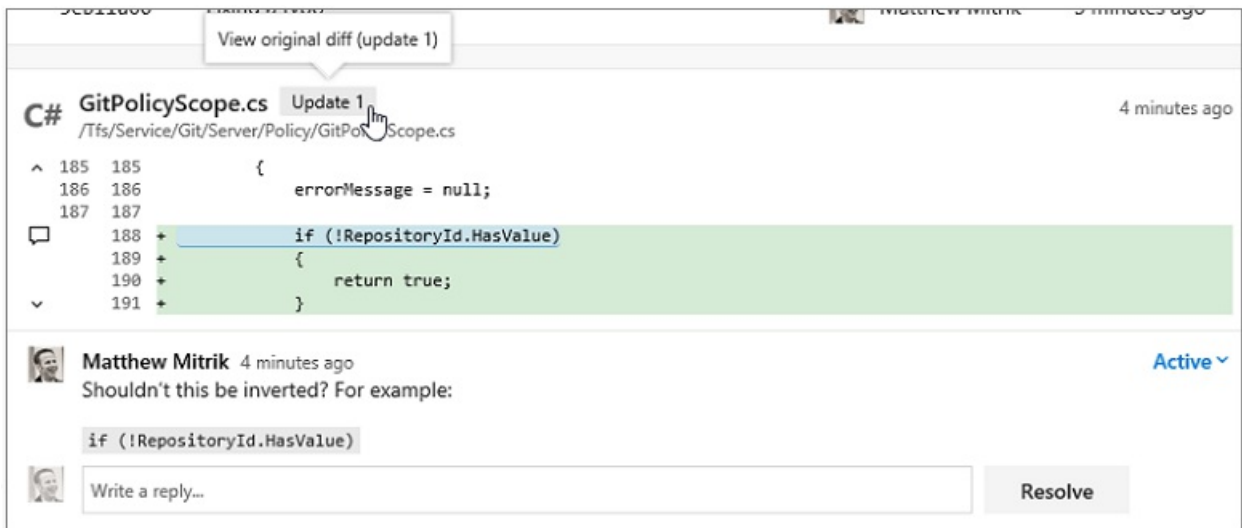 View original diff (update 1)
C# GitPolicyScope.cs Update 1 4 minutes ago
185 185 {
186 186 errorMessage = null;
187 187
188 + if (!RepositoryId.HasValue)
189 + {
190 + return true;
191 + }
Matthew Mitrik 4 minutes ago Active
Shouldn't this be inverted? For example:
if (!RepositoryId.HasValue)
Write a reply... Resolve